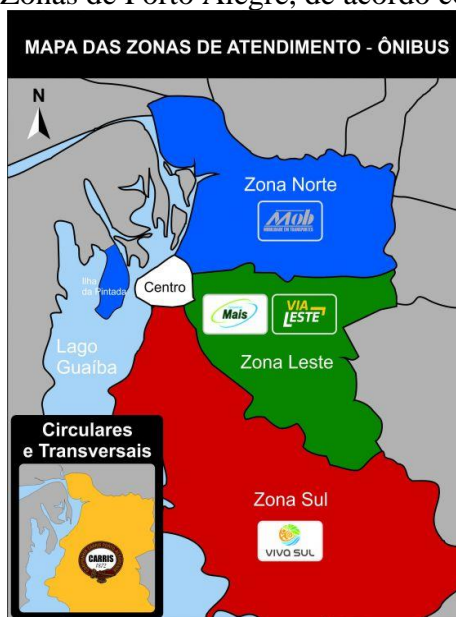 Zonas de Porto Alegre, de acordo co
MAPA DAS ZONAS DE ATENDIMENTO - ÔNIBUS
N
Zona Norte
Mob
Ilha
da Pintada
Centro
Mais
VIA
LESTE
Lago
Guaíba
Zona Leste
Circulares
e Transversais
CARRIS
1872
Zona Sul
VIVA SUL